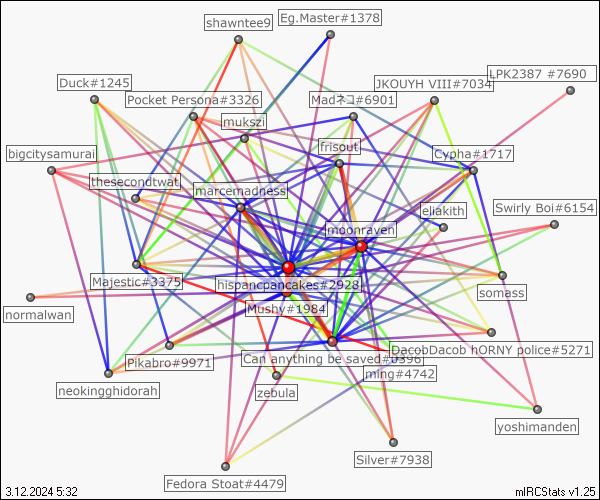 shawntee9
Eg.Master#1378
LPK2387 #7690
Duck#1245
JKOUYH VIII#7034
Pocket Persona#3326
Madネコ#6901
mukszi
frisout
bigcitysamurai
Cypha#1717
thesecondtwat
marcemadness
eliakith
Swirly Boi#6154
moonraven
Majestic#3375
hispancpancakes#2928
somass
normalwan
Mushy#1984
DacobDacob hORNY police#5271
Can anything be saved#0396
Pikabro#9971
ming#4742
neokingghidorah
zebula
yoshimanden
Silver#7938
Fedora Stoat#4479
3.12.2024 5:32
mIRCStats v1.25